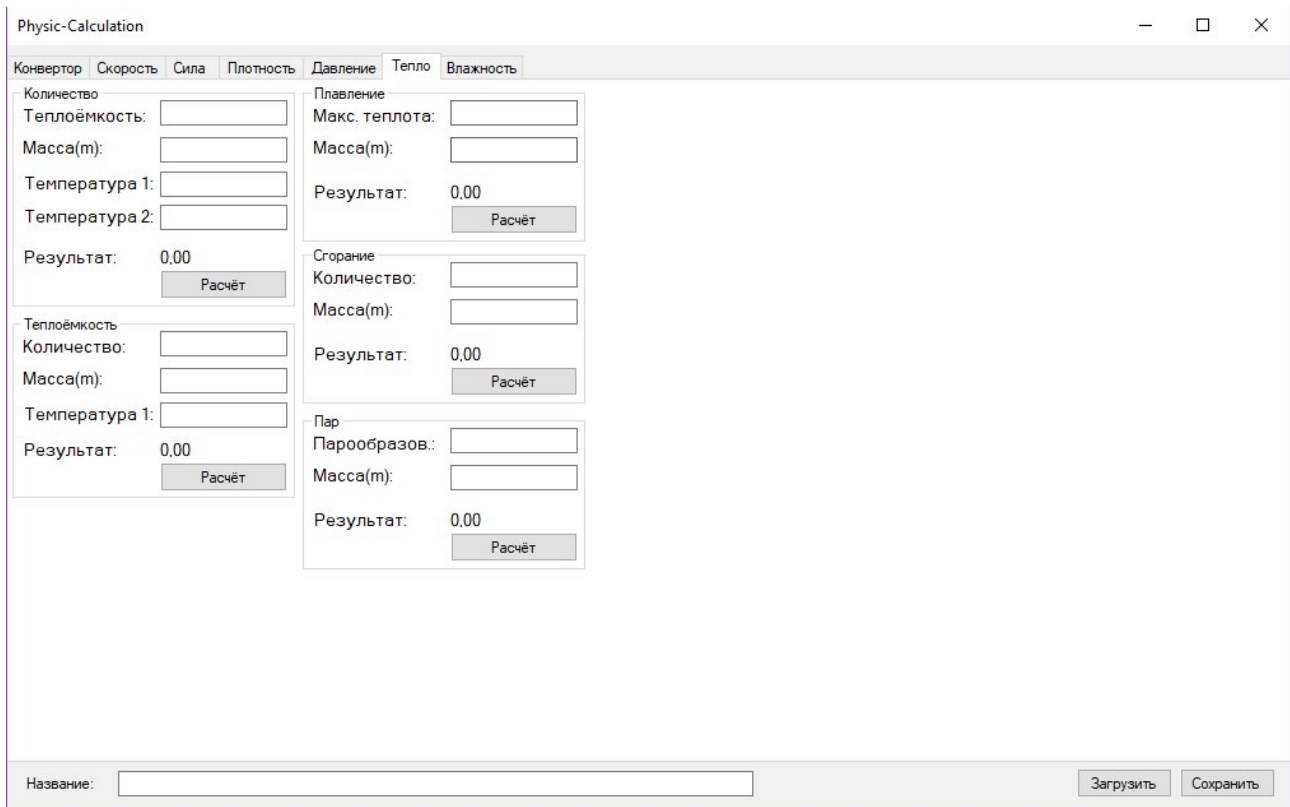 Physic-Calculation
Конвертор Скорость Сила Плотность Давление Тепло Влажность
Количество
Теплоёмкость:
Масса(m):
Температура 1:
Температура 2:
Результат: 0,00
Расчёт
Теплоёмкость
Количество:
Масса(m):
Температура 1:
Результат: 0,00
Расчёт
Плавление
Макс. теплота:
Масса(m):
Результат: 0,00
Расчёт
Сгорание
Количество:
Масса(m):
Результат: 0,00
Расчёт
Пар
Парообразов.:
Масса(m):
Результат: 0,00
Расчёт
Название: Загрузить Сохранить